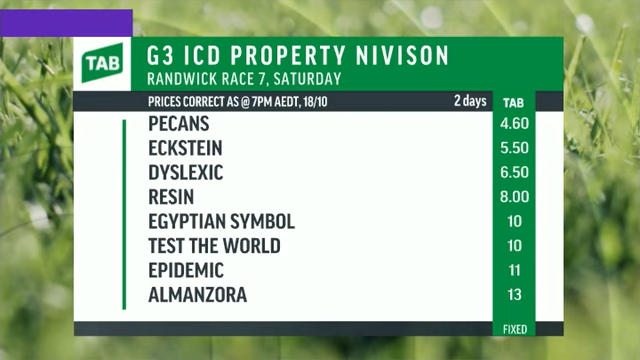 TAB
G3 ICD PROPERTY NIVISON
RANDWICK RACE 7, SATURDAY
PRICES CORRECT AS @ 7PM AEDT, 18/10 2 days TAB
PECANS 4.60
ECKSTEIN 5.50
DYSLEXIC 6.50
RESIN 8.00
EGYPTIAN SYMBOL 10
TEST THE WORLD 10
EPIDEMIC 11
ALMANZORA 13
FIXED